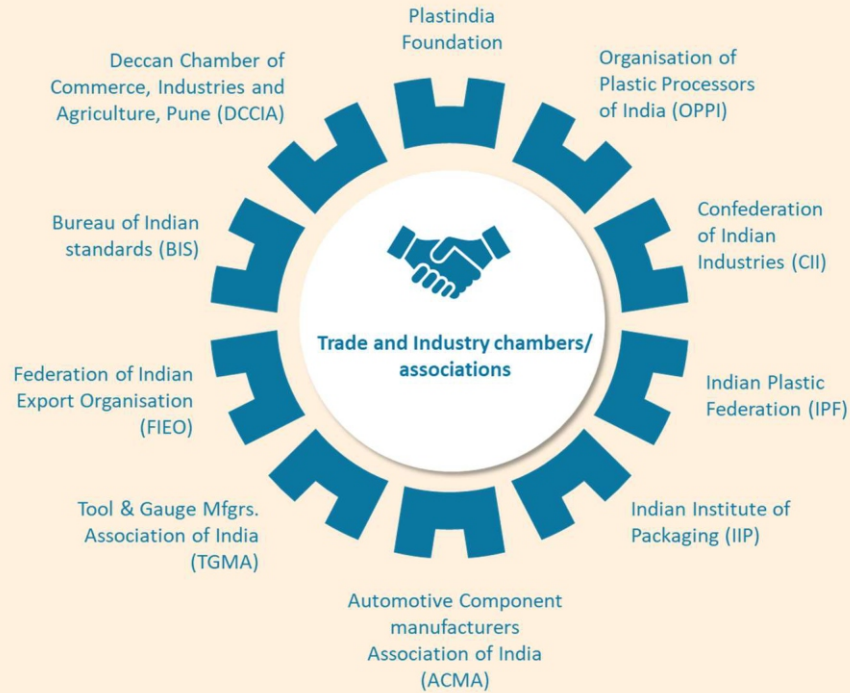 Plastindia
Foundation
Organisation of
Plastic Processors
of India (OPPI)
Confederation
of Indian
Industries (CII)
Indian Plastic
Federation (IPF)
Indian Institute of
Packaging (IIP)
Automotive Component
manufacturers
Association of India
(ACMA)
Tool & Gauge Mfgrs.
Association of India
(TGMA)
Federation of Indian
Export Organisation
(FIEO)
Bureau of Indian
standards (BIS)
Deccan Chamber of
Commerce, Industries and
Agriculture, Pune (DCCIA)
Trade and Industry chambers/
associations